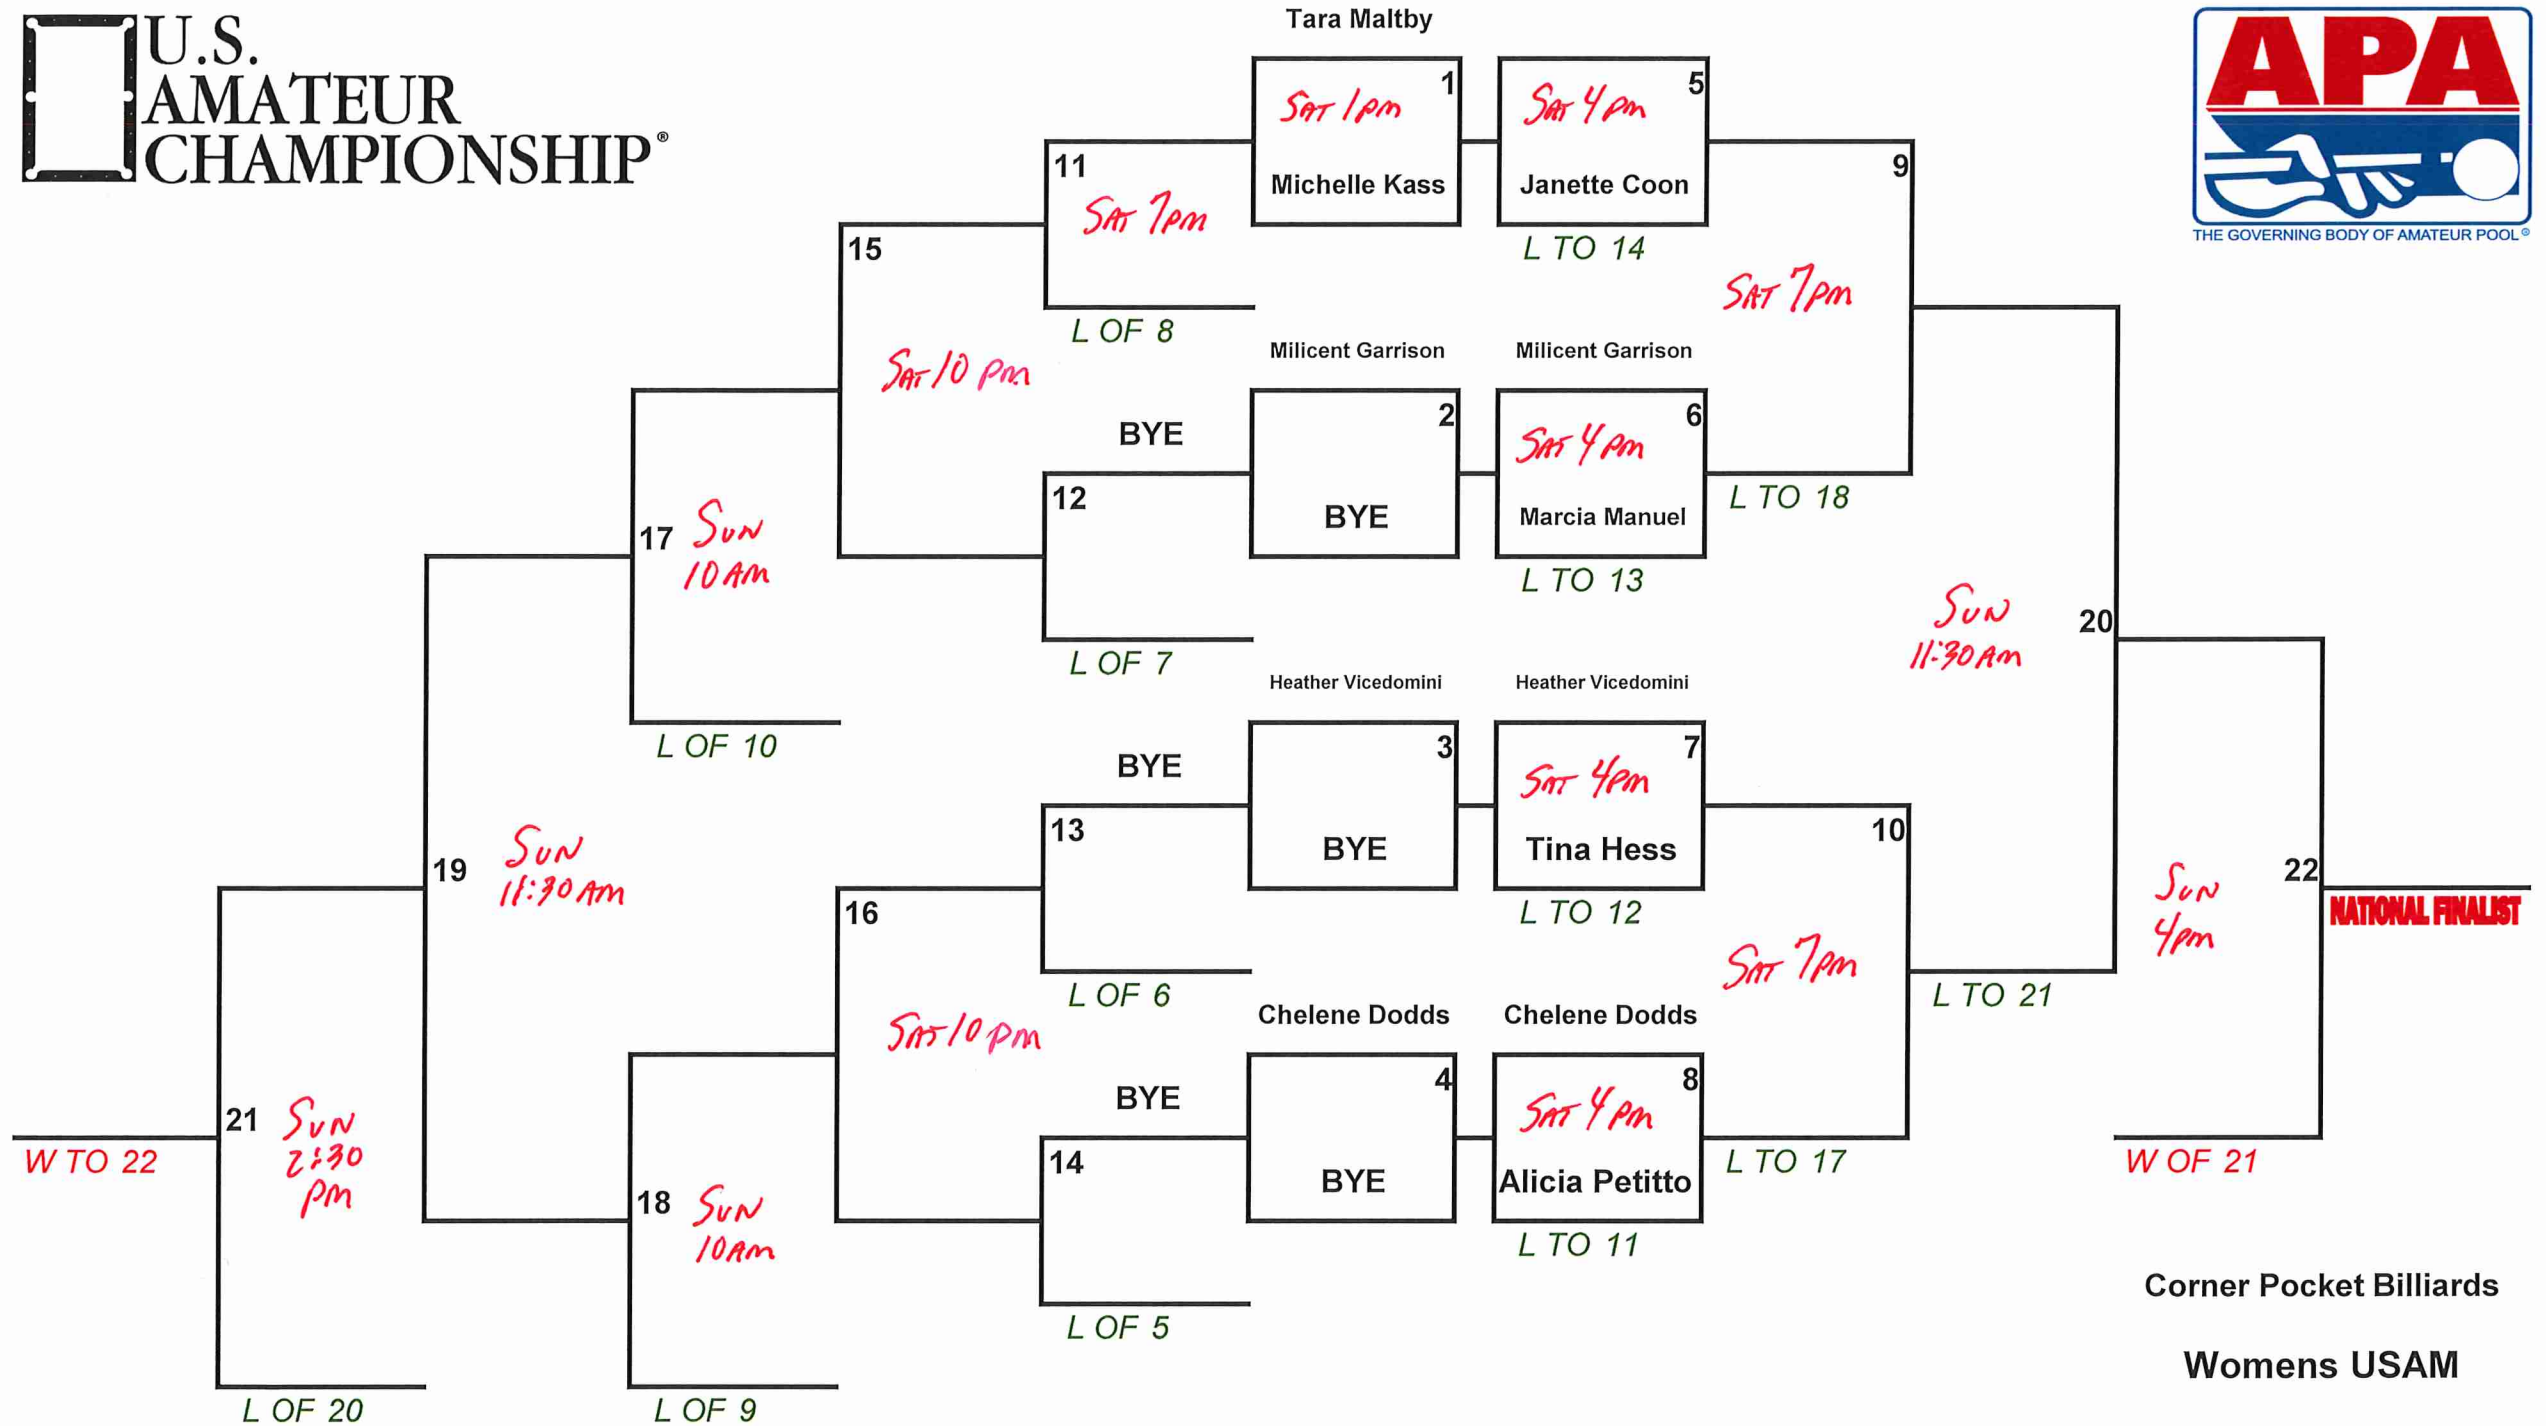 U.S.
AMATEUR
CHAMPIONSHIP®
APA
THE GOVERNING BODY OF AMATEUR POOL®
Tara Maltby
1
SAT 1pm
Michelle Kass
5
SAT 4pm
Janette Coon
L TO 14
9
SAT 7pm
11
SAT 7pm
L OF 8
15
SAT 10 pm
Milicent Garrison
2
BYE
Milicent Garrison
6
SAT 4pm
Marcia Manuel
L TO 13
L TO 18
BYE
12
L OF 7
17
SUN
10AM
L OF 10
SUN
11:30AM
20
Heather Vicedomini
3
BYE
Heather Vicedomini
7
SAT 4pm
Tina Hess
L TO 12
10
SAT 7pm
BYE
13
L OF 6
16
SAT 10 pm
19
SUN
11:30 AM
Chelene Dodds
4
BYE
Chelene Dodds
8
SAT 4pm
Alicia Petitto
L TO 11
L TO 17
L TO 21
BYE
14
L OF 5
18
SUN
10AM
L OF 9
21
SUN
2:30
PM
W TO 22
L OF 20
SUN
4pm
22
NATIONAL FINALIST
W OF 21
Corner Pocket Billiards
Womens USAM